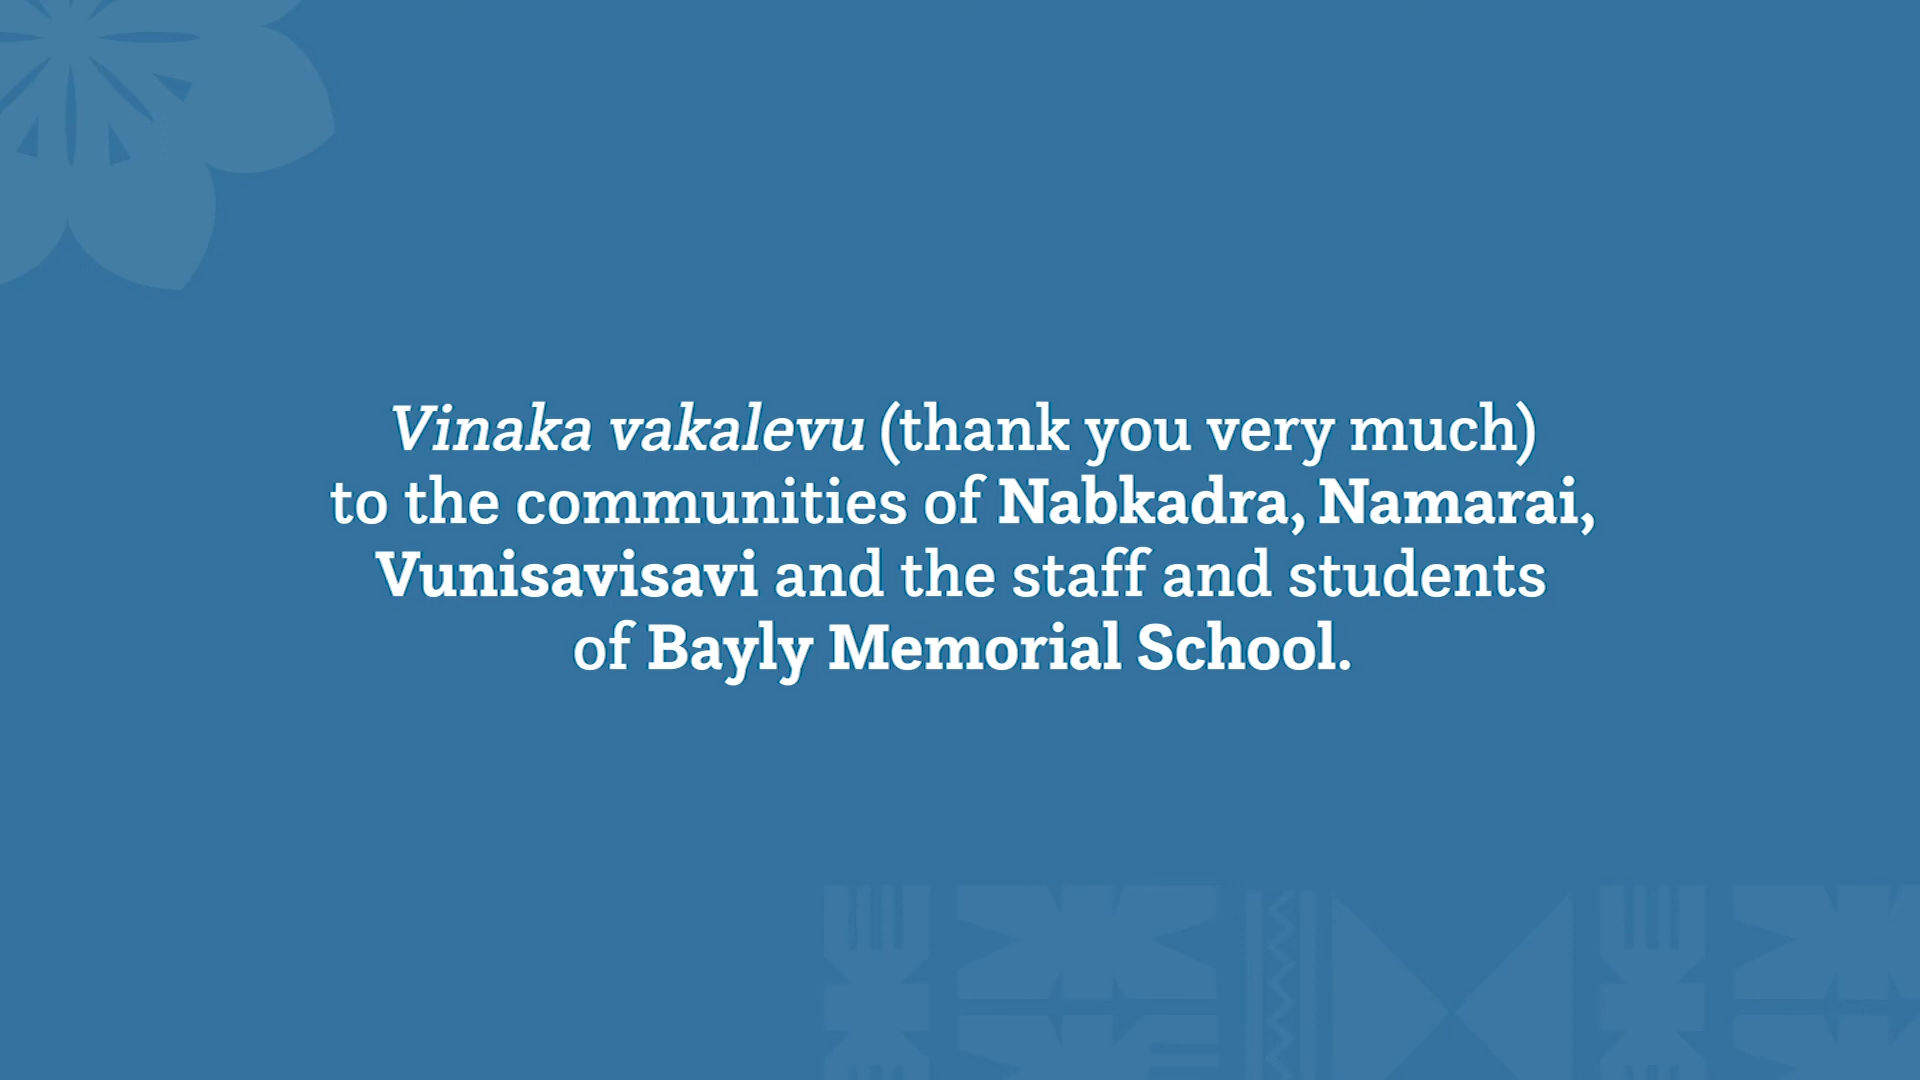 Vinaka vakalevu (thank you very much)
to the communities of Nabkadra, Namarai,
Vunisavisavi and the staff and students
of Bayly Memorial School.